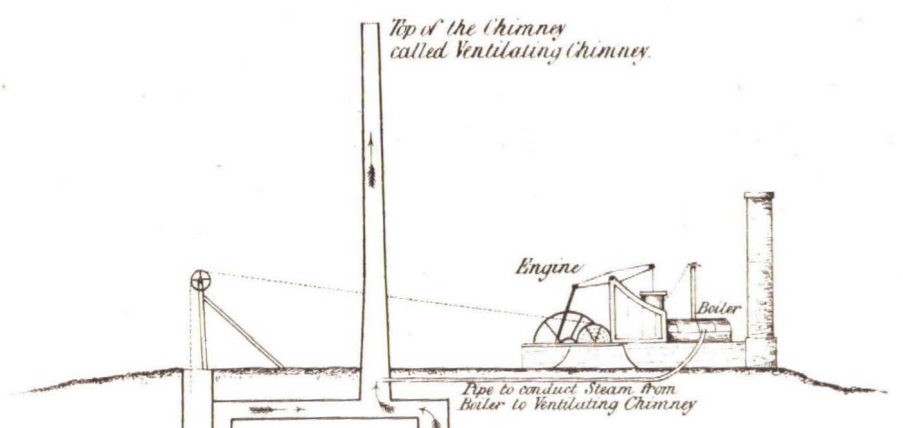 Top of the Chimney
called Ventilating Chimney.
Engine
Boiler
Pipe to conduct Steam from
Boiler to Ventilating Chimney